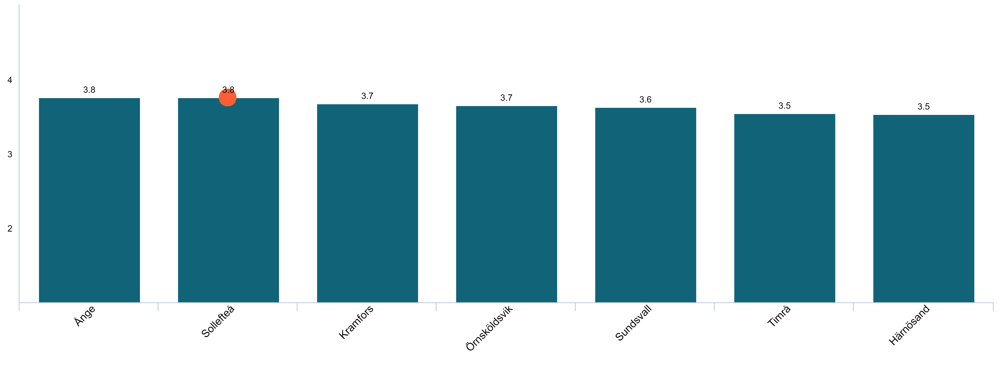 4
3
2
3.8
3.8
3.7
3.7
3.6
3.5
3.5
Ånge
Sollefteå
Kramfors
Örnsköldsvik
Sundsvall
Timrå
Härnösand